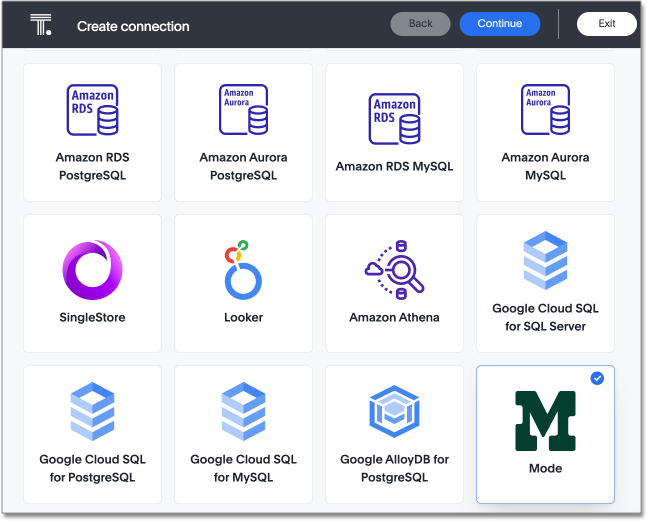 T.
Create connection
Back
Continue
Exit
Amazon
RDS
Amazon RDS
PostgreSQL
Amazon
Aurora
Amazon Aurora
PostgreSQL
Amazon
RDS
Amazon RDS MySQL
Amazon
Aurora
Amazon Aurora
MySQL
SingleStore
Looker
Amazon Athena
Google Cloud SQL
for SQL Server
Google Cloud SQL
for PostgreSQL
Google Cloud SQL
for MySQL
Google AlloyDB for
PostgreSQL
M
Mode